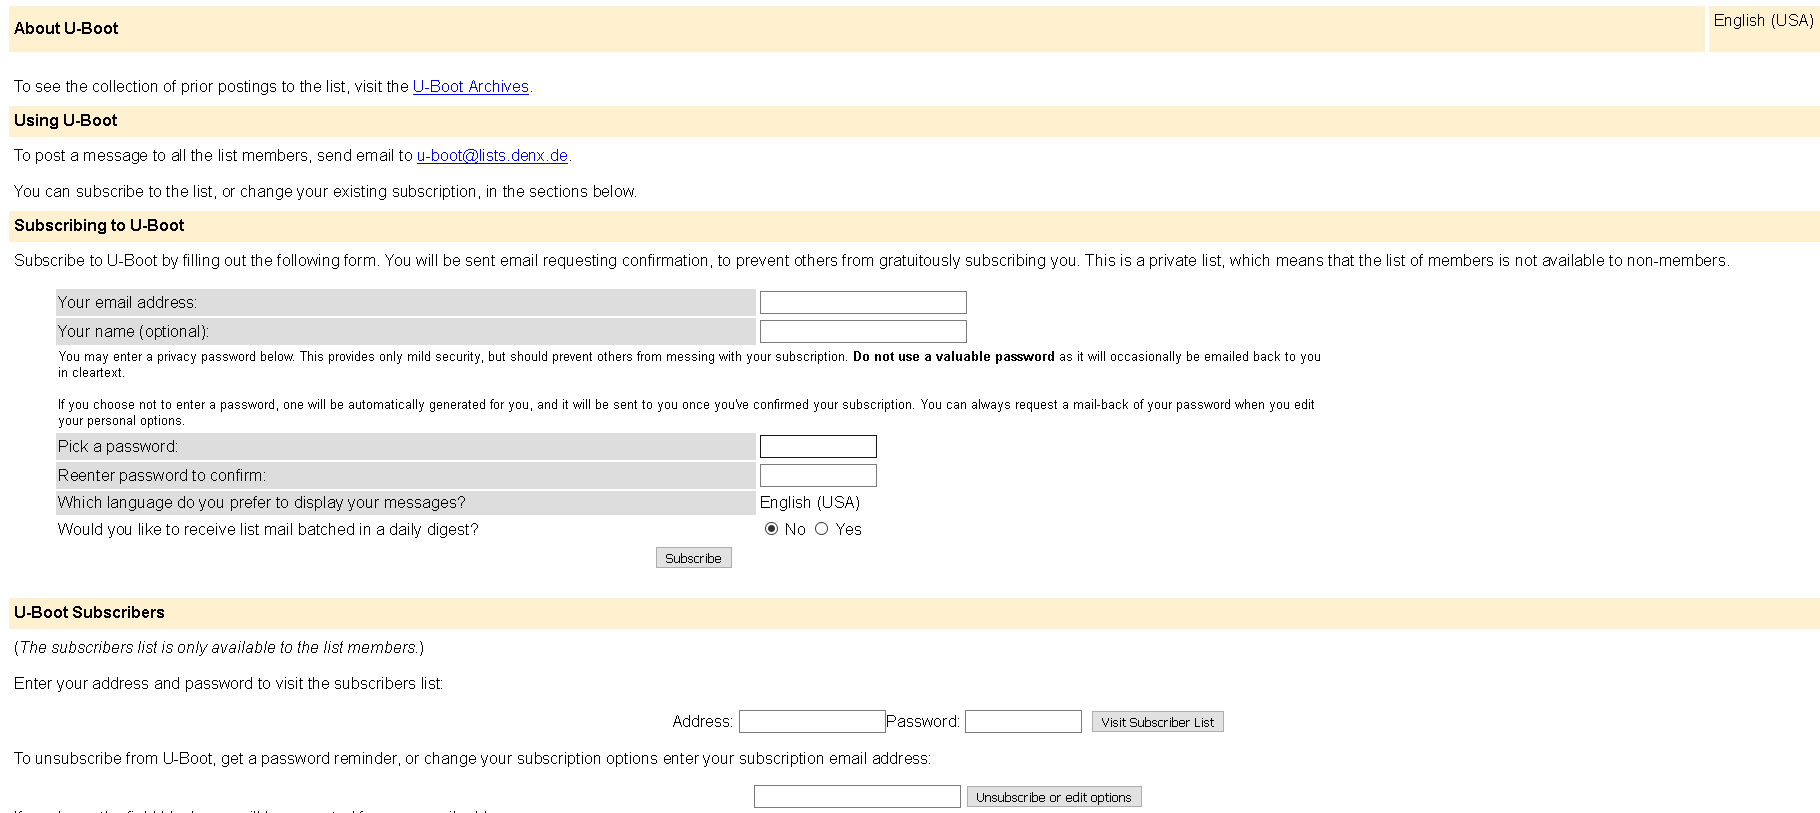 About U-Boot
English (USA)
To see the collection of prior postings to the list, visit the U-Boot Archives.
Using U-Boot
To post a message to all the list members, send email to u-boot@lists.denx.de.
You can subscribe to the list, or change your existing subscription, in the sections below.
Subscribing to U-Boot
Subscribe to U-Boot by filling out the following form. You will be sent email requesting confirmation, to prevent others from gratuitously subscribing you. This is a private list, which means that the list of members is not available to non-members.
Your email address:
Your name (optional):
You may enter a privacy password below. This provides only mild security, but should prevent others from messing with your subscription. Do not use a valuable password as it will occasionally be emailed back to you
in cleartext.
If you choose not to enter a password, one will be automatically generated for you, and it will be sent to you once you've confirmed your subscription. You can always request a mail-back of your password when you edit
your personal options.
Pick a password:
Reenter password to confirm:
Which language do you prefer to display your messages? English (USA)
Would you like to receive list mail batched in a daily digest? No Yes
Subscribe
U-Boot Subscribers
(The subscribers list is only available to the list members.)
Enter your address and password to visit the subscribers list:
Address: Password: Visit Subscriber List
To unsubscribe from U-Boot, get a password reminder, or change your subscription options enter your subscription email address:
Unsubscribe or edit options